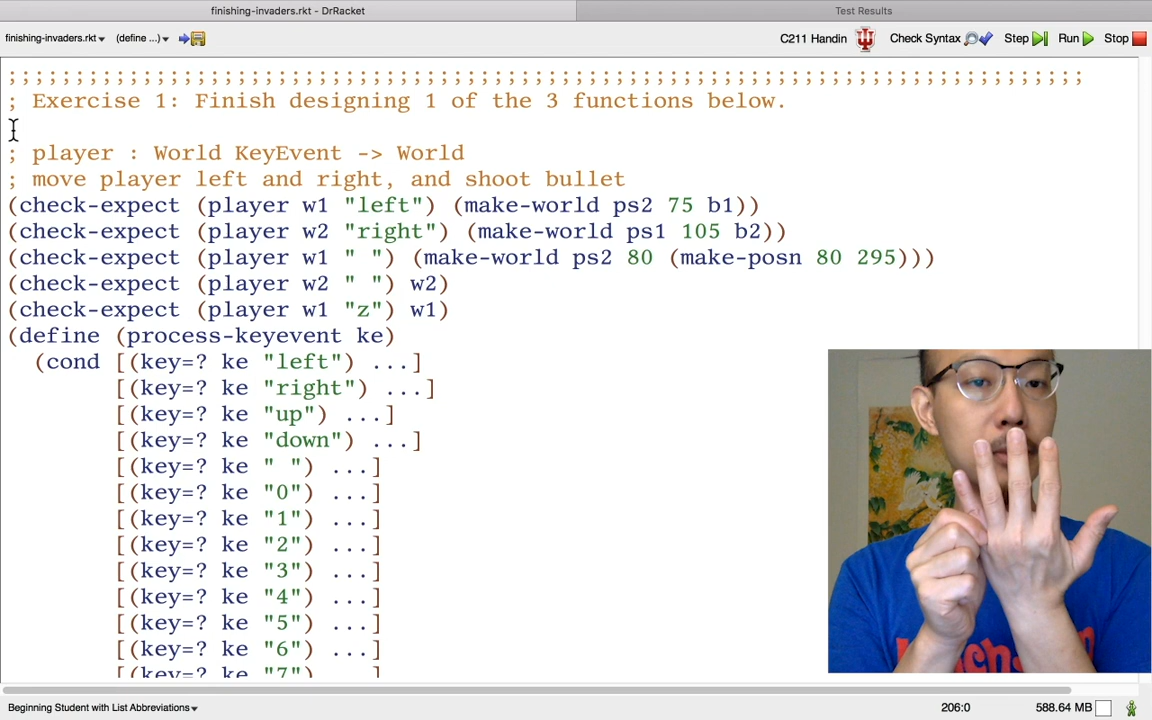 finishing-invaders.rkt - DrRacket
Test Results
finishing-invaders.rkt (define ...) C211 Handin Check Syntax Step Run Stop
;;;;;;;;;;;;;;;;;;;;;;;;;;;;;;;;;;;;;;;;;;;;;;;;;;;;;;;;;;;;;;;;;;;;;;;;;;;;;;;;
; Exercise 1: Finish designing 1 of the 3 functions below.
; player : World KeyEvent -> World
; move player left and right, and shoot bullet
(check-expect (player w1 "left") (make-world ps2 75 b1))
(check-expect (player w2 "right") (make-world ps1 105 b2))
(check-expect (player w1 " ") (make-world ps2 80 (make-posn 80 295)))
(check-expect (player w2 " ") w2)
(check-expect (player w1 "z") w1)
(define (process-keyevent ke)
(cond [(key=? ke "left") ...]
[(key=? ke "right") ...]
[(key=? ke "up") ...]
[(key=? ke "down") ...]
[(key=? ke " ") ...]
[(key=? ke "0") ...]
[(key=? ke "1") ...]
[(key=? ke "2") ...]
[(key=? ke "3") ...]
[(key=? ke "4") ...]
[(key=? ke "5") ...]
[(key=? ke "6") ...]
[(key=? ke "7") ...]
Beginning Student with List Abbreviations 206:0 588.64 MB